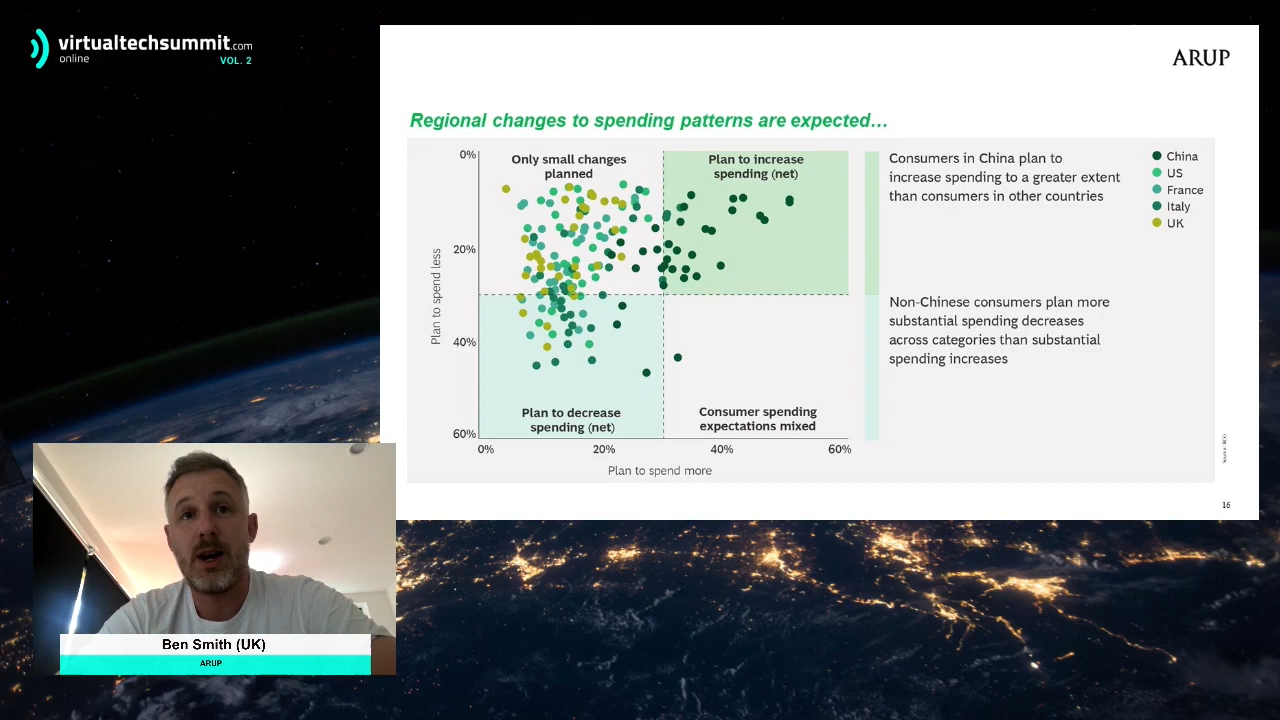 virtualtechsummit.com
online
VOL. 2
ARUP
Regional changes to spending patterns are expected...
0%
20%
40%
60%
Plan to spend less
Only small changes
planned
Plan to increase
spending (net)
Plan to decrease
spending (net)
Consumer spending
expectations mixed
0%
20%
40%
60%
Plan to spend more
Consumers in China plan to
increase spending to a greater extent
than consumers in other countries
Non-Chinese consumers plan more
substantial spending decreases
across categories than substantial
spending increases
China
US
France
Italy
UK
16
Ben Smith (UK)
ARUP